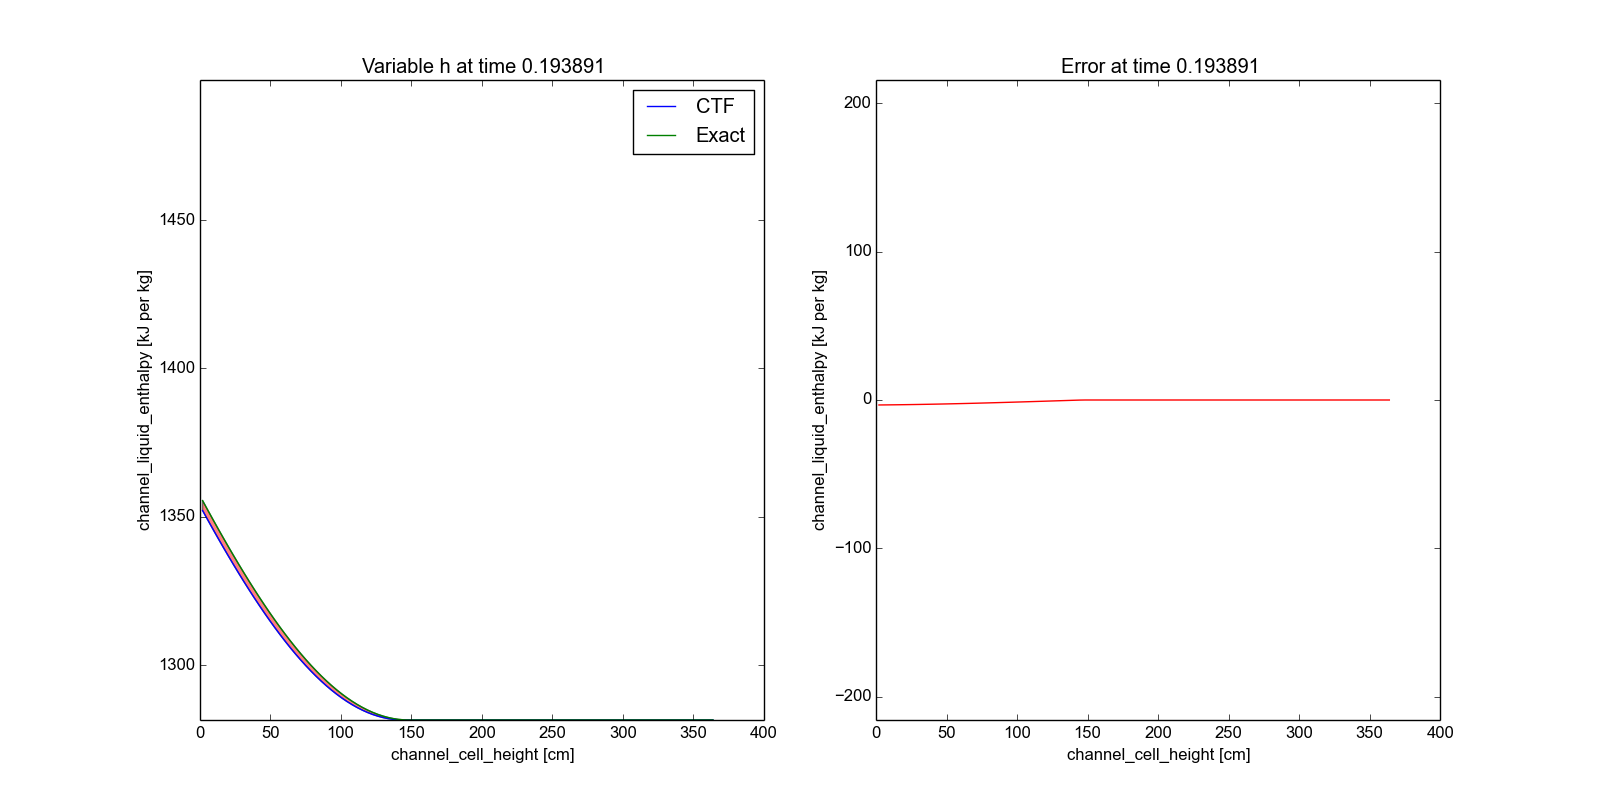 Variable h at time 0.193891
CTF
Exact
channel_liquid_enthalpy [kJ per kg]
1450
1400
1350
1300
0 50 100 150 200 250 300 350 400
channel_cell_height [cm]
Error at time 0.193891
channel_liquid_enthalpy [kJ per kg]
200
100
0
−100
−200
0 50 100 150 200 250 300 350 400
channel_cell_height [cm]